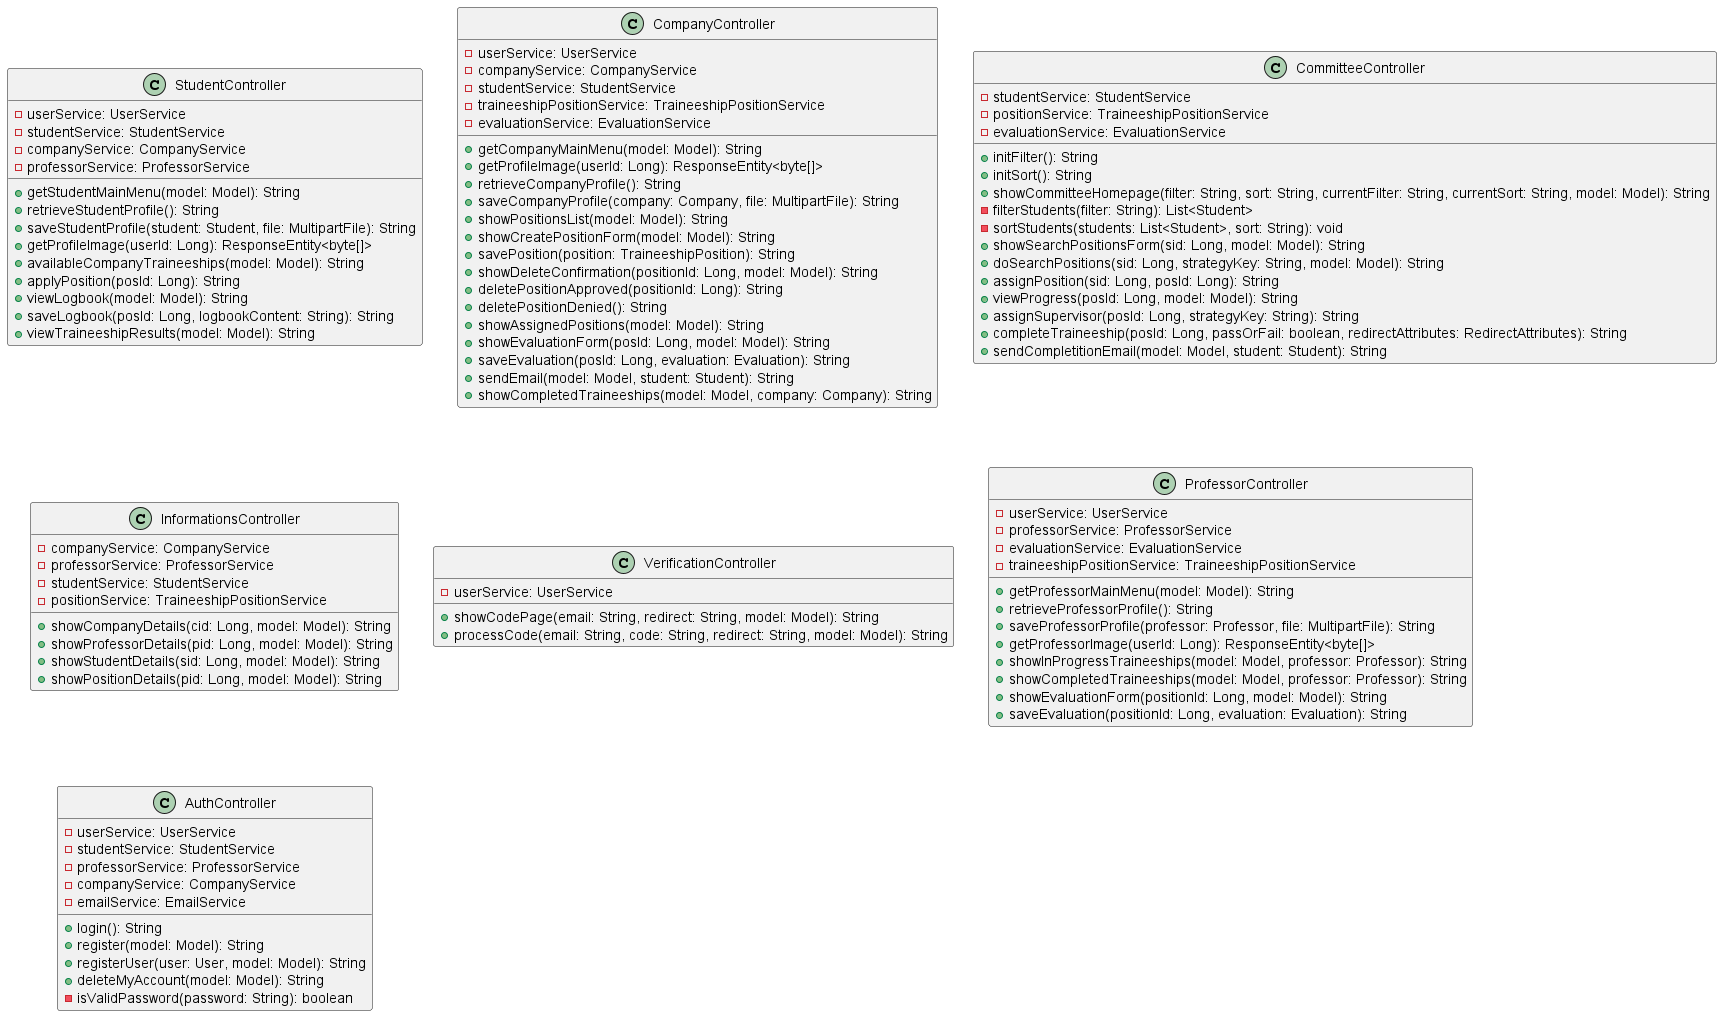 StudentController
userService: UserService
studentService: StudentService
companyService: CompanyService
professorService: ProfessorService
getStudentMainMenu(model: Model): String
retrieveStudentProfile(): String
saveStudentProfile(student: Student, file: MultipartFile): String
getProfileImage(userId: Long): ResponseEntity<byte[]>
availableCompanyTraineeships(model: Model): String
applyPosition(posId: Long): String
viewLogbook(model: Model): String
saveLogbook(posId: Long, logbookContent: String): String
viewTraineeshipResults(model: Model): String
CompanyController
userService: UserService
companyService: CompanyService
studentService: StudentService
traineeshipPositionService: TraineeshipPositionService
evaluationService: EvaluationService
getCompanyMainMenu(model: Model): String
getProfileImage(userId: Long): ResponseEntity<byte[]>
retrieveCompanyProfile(): String
saveCompanyProfile(company: Company, file: MultipartFile): String
showPositionsList(model: Model): String
showCreatePositionForm(model: Model): String
savePosition(position: TraineeshipPosition): String
showDeleteConfirmation(positionId: Long, model: Model): String
deletePositionApproved(positionId: Long): String
deletePositionDenied(): String
showAssignedPositions(model: Model): String
showEvaluationForm(posId: Long, model: Model): String
saveEvaluation(posId: Long, evaluation: Evaluation): String
sendEmail(model: Model, student: Student): String
showCompletedTraineeships(model: Model, company: Company): String
CommitteeController
studentService: StudentService
positionService: TraineeshipPositionService
evaluationService: EvaluationService
initFilter(): String
initSort(): String
showCommitteeHomepage(filter: String, sort: String, currentFilter: String, currentSort: String, model: Model): String
filterStudents(filter: String): List<Student>
sortStudents(students: List<Student>, sort: String): void
showSearchPositionsForm(sid: Long, model: Model): String
doSearchPositions(sid: Long, strategyKey: String, model: Model): String
assignPosition(sid: Long, posId: Long): String
viewProgress(posId: Long, model: Model): String
assignSupervisor(posId: Long, strategyKey: String): String
completeTraineeship(posId: Long, passOrFail: boolean, redirectAttributes: RedirectAttributes): String
sendCompletitionEmail(model: Model, student: Student): String
InformationsController
companyService: CompanyService
professorService: ProfessorService
studentService: StudentService
positionService: TraineeshipPositionService
showCompanyDetails(cid: Long, model: Model): String
showProfessorDetails(pid: Long, model: Model): String
showStudentDetails(sid: Long, model: Model): String
showPositionDetails(pid: Long, model: Model): String
VerificationController
userService: UserService
showCodePage(email: String, redirect: String, model: Model): String
processCode(email: String, code: String, redirect: String, model: Model): String
ProfessorController
userService: UserService
professorService: ProfessorService
evaluationService: EvaluationService
traineeshipPositionService: TraineeshipPositionService
getProfessorMainMenu(model: Model): String
retrieveProfessorProfile(): String
saveProfessorProfile(professor: Professor, file: MultipartFile): String
getProfessorImage(userId: Long): ResponseEntity<byte[]>
showInProgressTraineeships(model: Model, professor: Professor): String
showCompletedTraineeships(model: Model, professor: Professor): String
showEvaluationForm(positionId: Long, model: Model): String
saveEvaluation(positionId: Long, evaluation: Evaluation): String
AuthController
userService: UserService
studentService: StudentService
professorService: ProfessorService
companyService: CompanyService
emailService: EmailService
login(): String
register(model: Model): String
registerUser(user: User, model: Model): String
deleteMyAccount(model: Model): String
isValidPassword(password: String): boolean